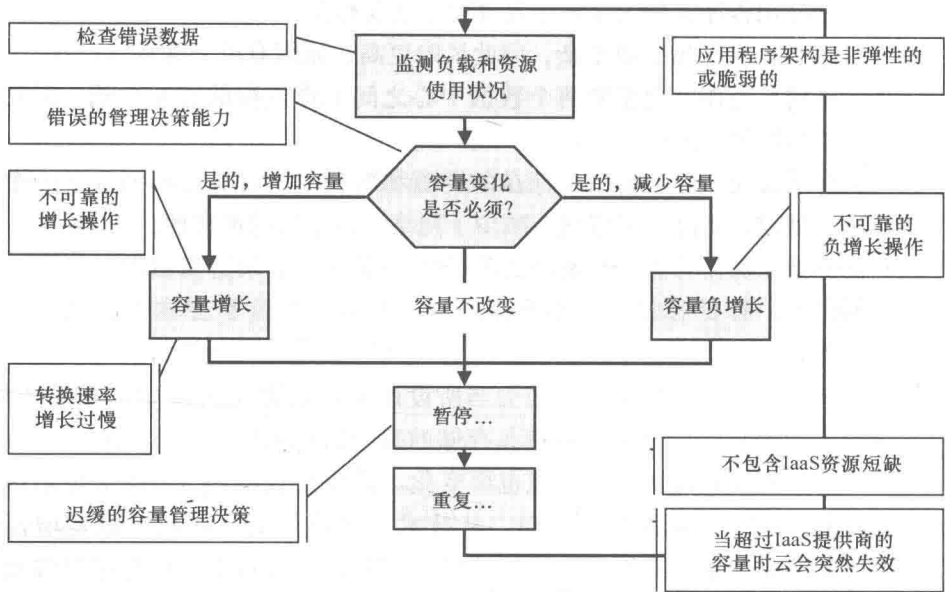 检查错误数据
监测负载和资源
使用状况
应用程序架构是非弹性的
或脆弱的
错误的管理决策能力
是的，增加容量
容量变化
是否必须?
是的，减少容量
不可靠的
增长操作
不可靠的
负增长操作
容量增长
容量不改变
容量负增长
转换速率
增长过慢
暂停…
不包含IaaS资源短缺
迟缓的容量管理决策
重复…
当超过IaaS提供商的
容量时云会突然失效